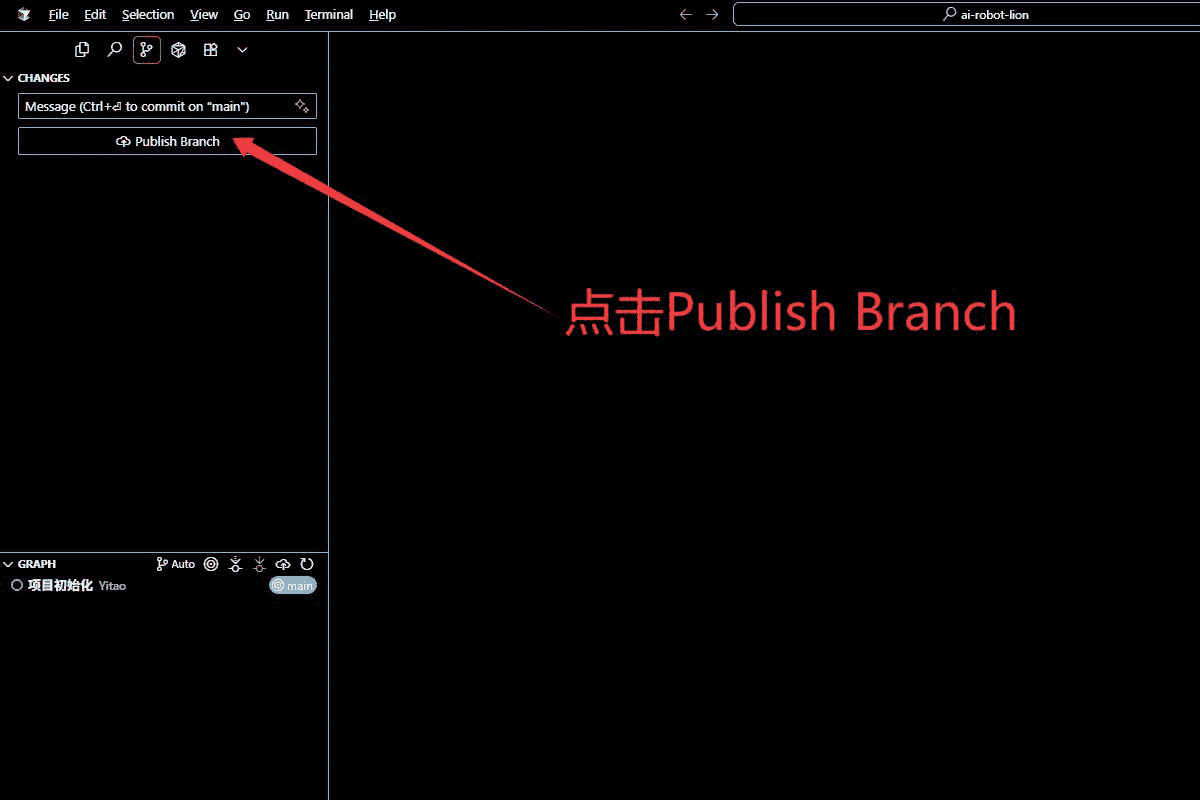 File Edit Selection View Go Run Terminal Help
ai-robot-lion
CHANGES
Message (Ctrl+⏎ to commit on "main")
Publish Branch
点击Publish Branch
GRAPH Auto
项目初始化 Yitao main